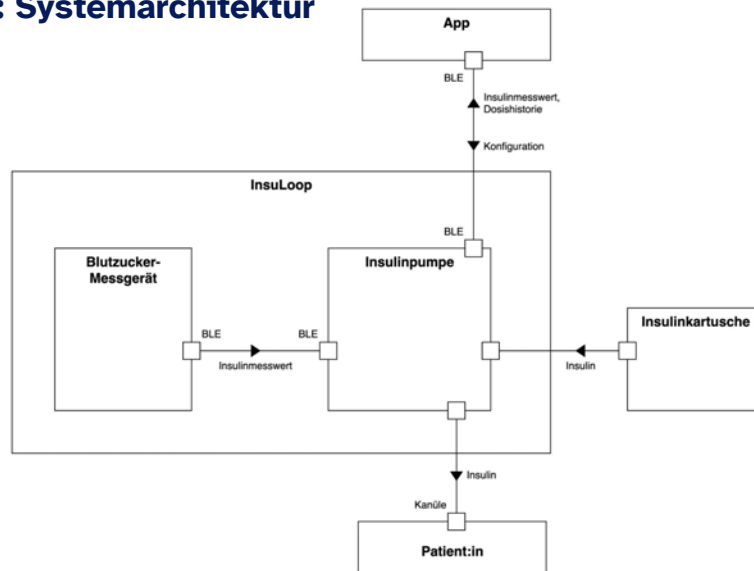 : Systemarchitektur
App
BLE
Insulinmesswert,
Dosishistorie
Konfiguration
InsuLoop
BLE
Blutzucker-
Messgerät
Insulinpumpe
Insulinkartusche
BLE
BLE
Insulinmesswert
Insulin
Insulin
Kanüle
Patient:in